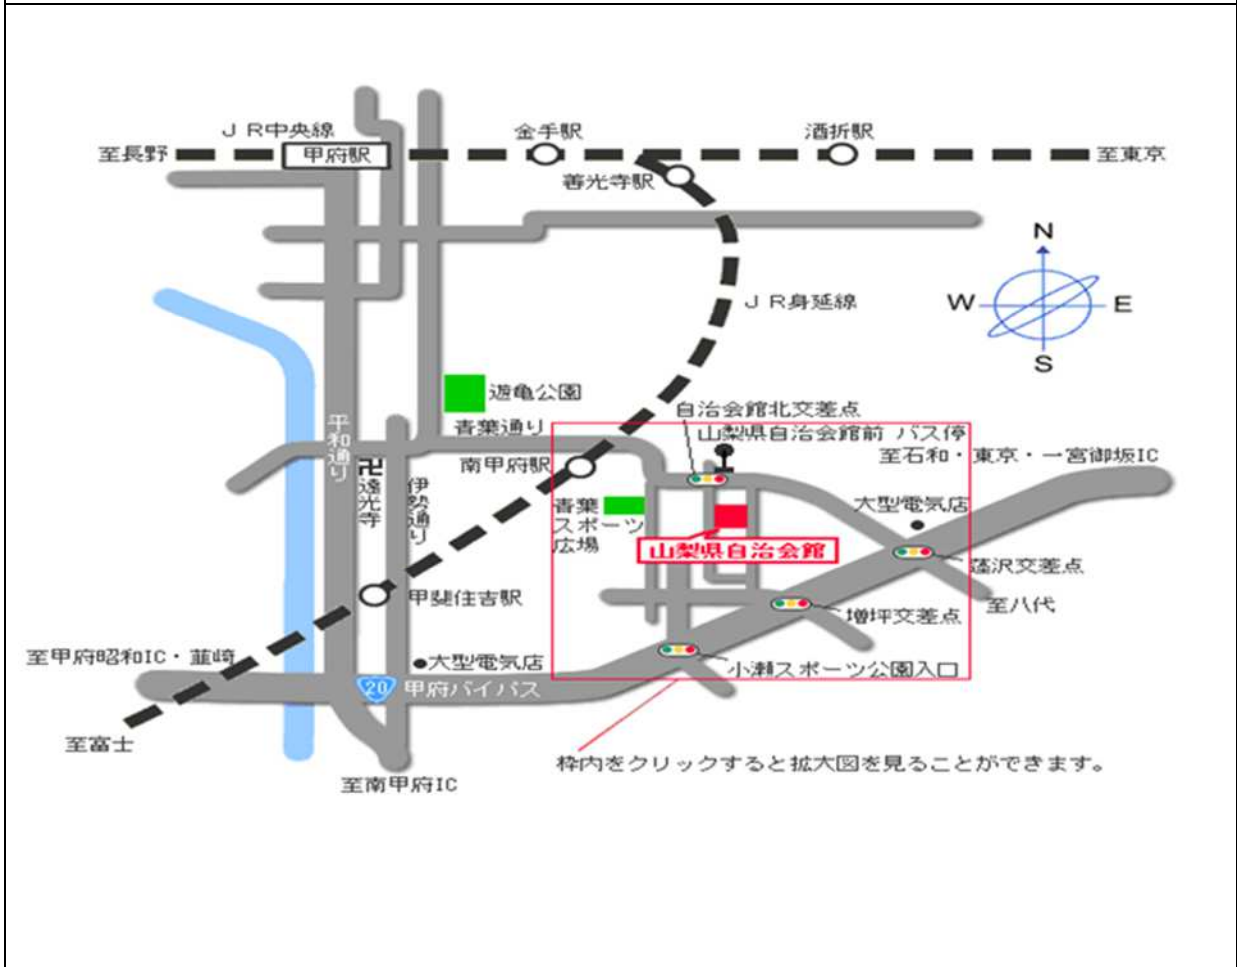 JR中央線
金手駅
酒折駅
至長野
甲府駅
至東京
善光寺駅
N
JR身延線
W
E
S
遊亀公園
自治会館北交差点
青葉通り
山梨県自治会館前 バス停
平和通り
南甲府駅
至石和・東京・一宮御坂IC
卍
遠光寺
伊勢通り
青葉
スポーツ
広場
大型電気店
山梨県自治会館
蓬沢交差点
甲斐住吉駅
至八代
増坪交差点
至甲府昭和IC・韮崎
大型電気店
小瀬スポーツ公園入口
20
甲府バイパス
至富士
枠内をクリックすると拡大図を見ることができます。
至南甲府IC